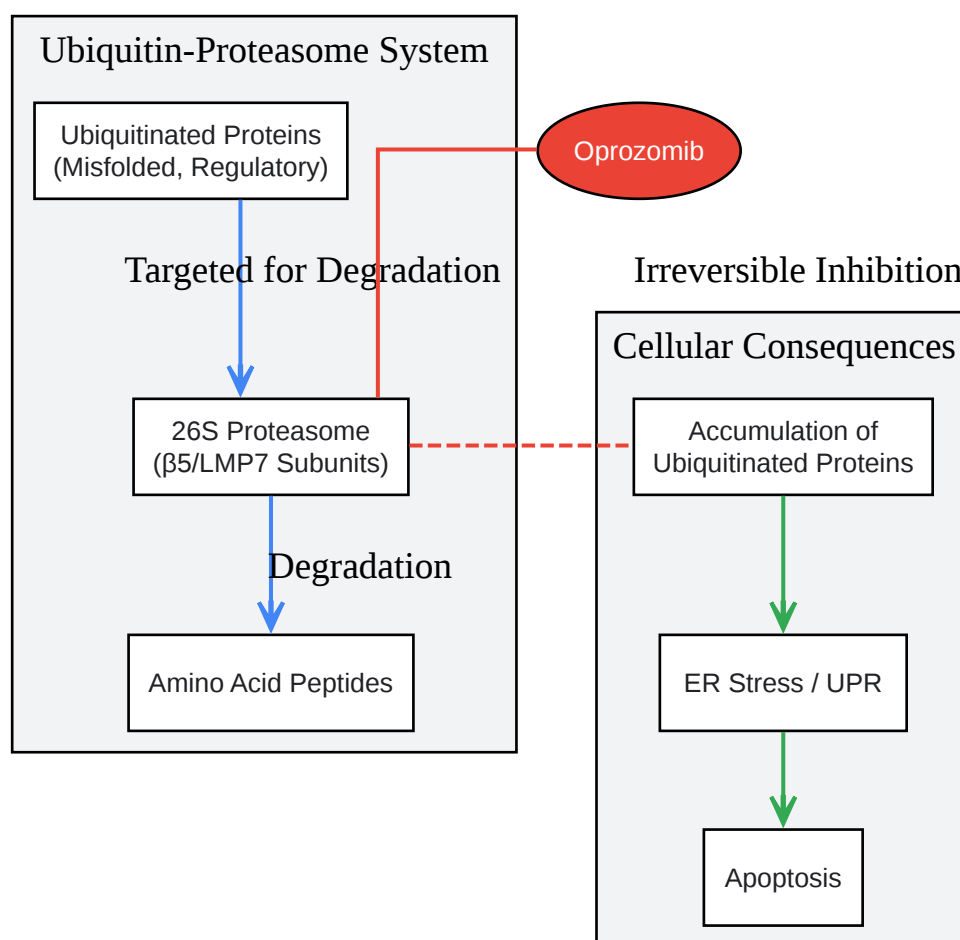 Ubiquitin-Proteasome System
Ubiquitinated Proteins
(Misfolded, Regulatory)
Oprozomib
Targeted for Degradation
Irreversible Inhibition
Cellular Consequences
26S Proteasome
(β5/LMP7 Subunits)
Accumulation of
Ubiquitinated Proteins
Degradation
Amino Acid Peptides
ER Stress / UPR
Apoptosis